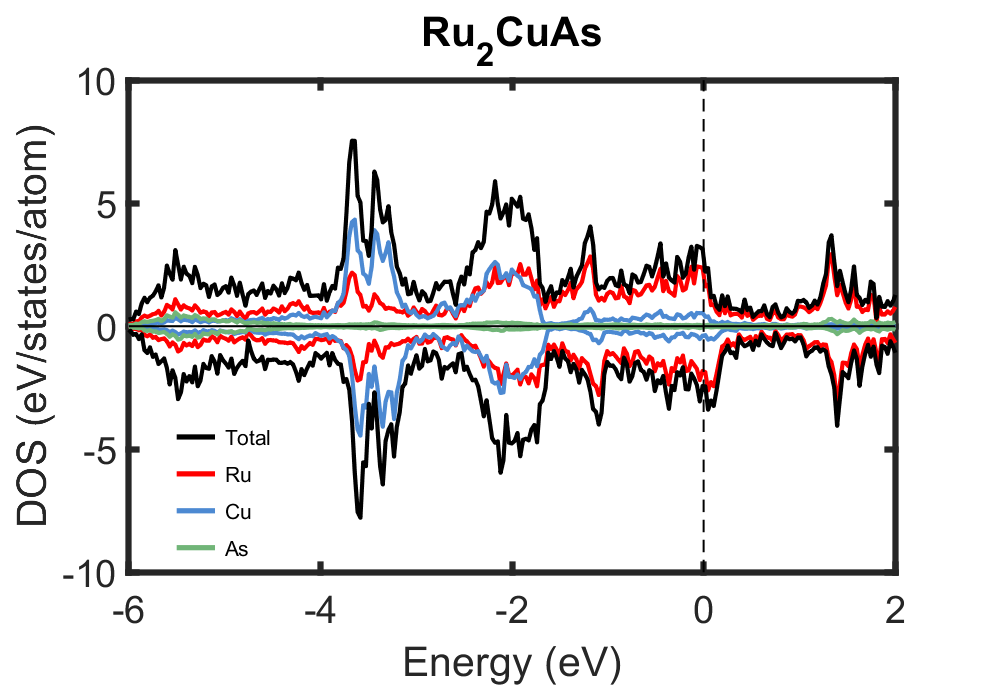 Ru2CuAs
10
5
0
-5
-10
DOS (eV/states/atom)
Total
Ru
Cu
As
-6 -4 -2 0 2
Energy (eV)